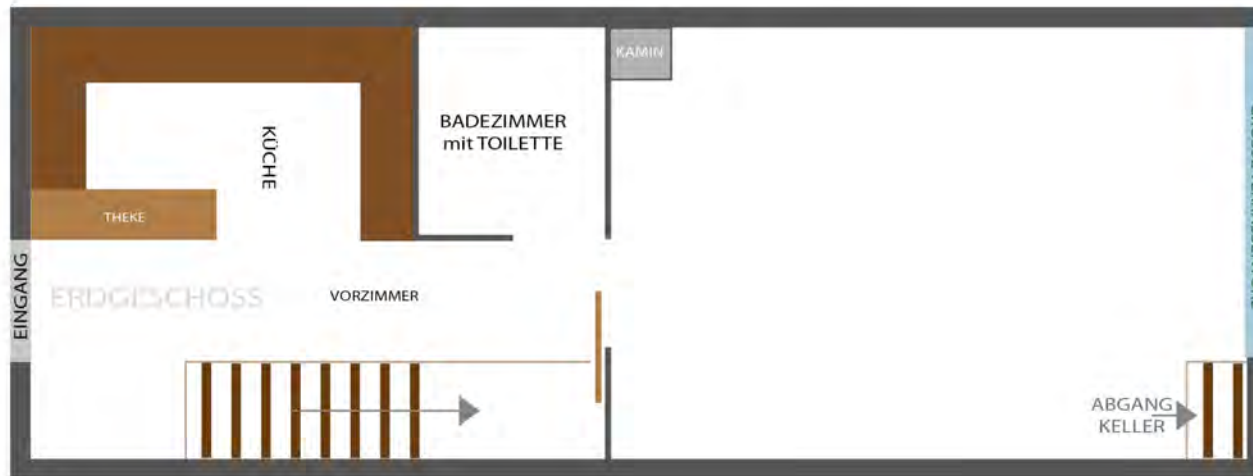 KAMIN
BADEZIMMER
mit TOILETTE
KÜCHE
THEKE
EINGANG
ERDGESCHOSS
VORZIMMER
ABGANG
KELLER